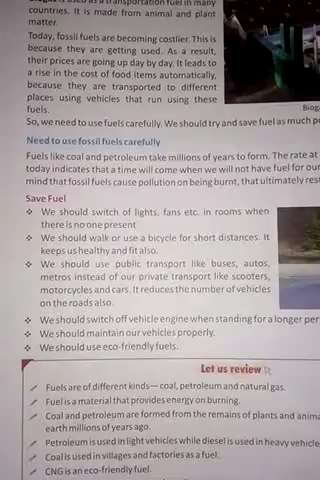 Biogas is used as a transportation fuel in many
countries. It is made from animal and plant
matter.
Today, fossil fuels are becoming costlier. This is
because they are getting used. As a result,
their prices are going up day by day. It leads to
a rise in the cost of food items automatically,
because they are transported to different
places using vehicles that run using these
fuels.
Biog
So, we need to use fuels carefully. We should try and save fuel as much
Need to use fossil fuels carefully
Fuels like coal and petroleum take millions of years to form. The rate at
today indicates that a time will come when we will not have fuel for our
mind that fossil fuels cause pollution on being burnt, that ultimately
Save Fuel
❖ We should switch of lights, fans etc. in rooms when
there is no one present
❖ We should walk or use a bicycle for short distances. It
keeps us healthy and fit also.
❖ We should use public transport like buses, autos,
metros instead of our private transport like scooters,
motorcycles and cars. It reduces the number of vehicles
on the roads also.
❖ We should switch off vehicle engine when standing for a longer per
❖ We should maintain our vehicles properly.
❖ We should use eco-friendly fuels.
Let us review
Fuels are of different kinds— coal, petroleum and natural gas.
Fuel is a material that provides energy on burning.
Coal and petroleum are formed from the remains of plants and anima
earth millions of years ago.
Petroleum is used in light vehicles while diesel is used in heavy vehicle
Coal is used in villages and factories as a fuel.
CNG is an eco-friendly fuel.